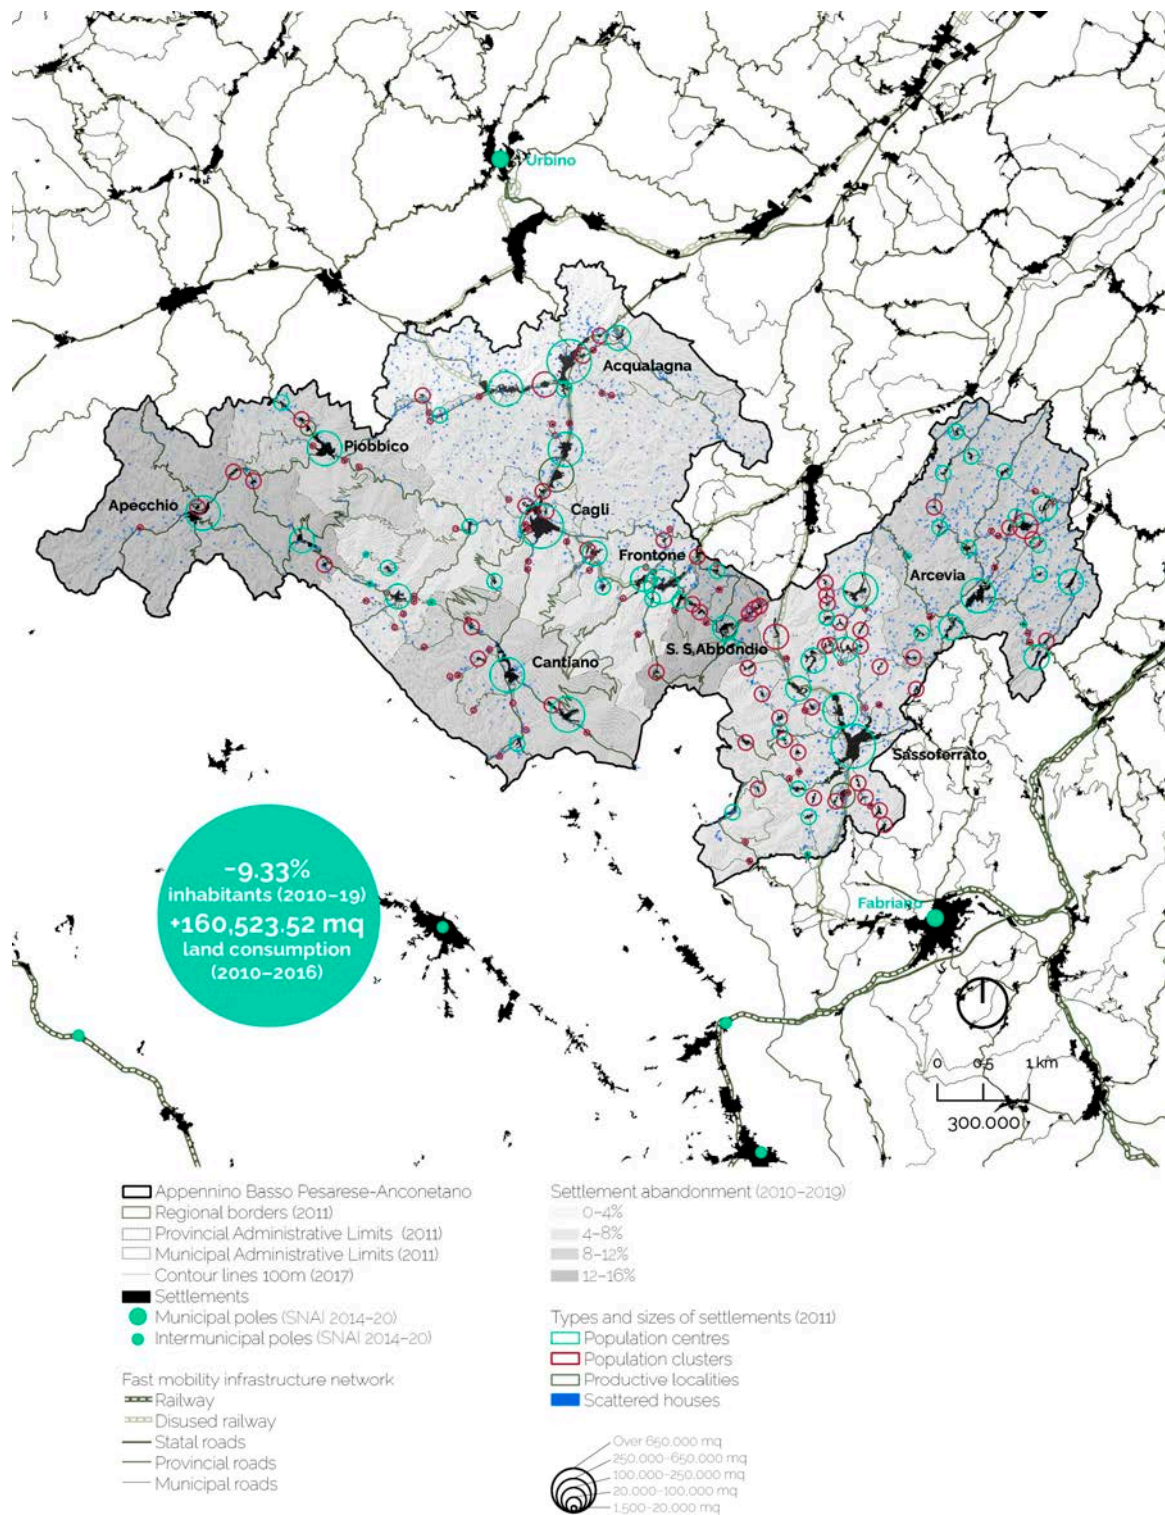 Urbino
Acqualagna
Piobbico
Apecchio
Cagli
Frontone
Arcevia
S. S,Abbondio
Cantiano
Sassoferrato
-9.33%
inhabitants (2010–19)
+160,523.52 mq
land consumption
(2010–2016)
Fabriano
0 0.5 1 km
300.000
Appennino Basso Pesarese-Anconetano
Regional borders (2011)
Provincial Administrative Limits (2011)
Municipal Administrative Limits (2011)
Contour lines 100m (2017)
Settlements
Municipal poles (SNAI 2014–20)
Intermunicipal poles (SNAI 2014–20)
Fast mobility infrastructure network
Railway
Disused railway
Statal roads
Provincial roads
Municipal roads
Settlement abandonment (2010–2019)
0–4%
4–8%
8–12%
12–16%
Types and sizes of settlements (2011)
Population centres
Population clusters
Productive localities
Scattered houses
Over 650,000 mq
250,000–650,000 mq
100,000–250,000 mq
20,000–100,000 mq
1,500–20,000 mq